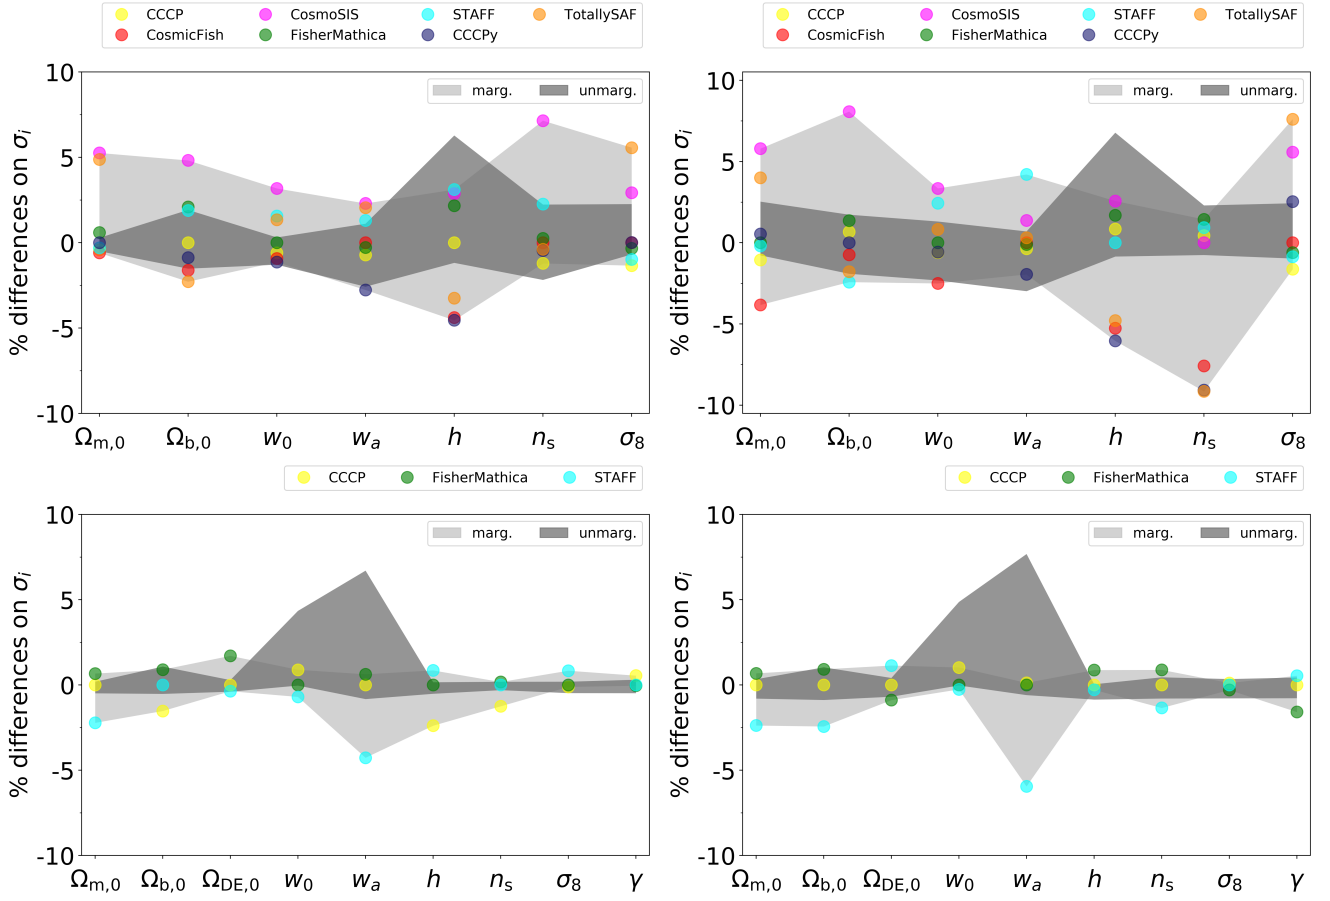 CCCP CosmoSIS STAFF TotallySAF
CosmicFish FisherMathica CCCPy
marg. unmarg.
% differences on σi
10
5
0
-5
-10
Ωm,0 Ωb,0 w0 wa h ns σ8
CCCP CosmoSIS STAFF TotallySAF
CosmicFish FisherMathica CCCPy
marg. unmarg.
% differences on σi
10
5
0
-5
-10
Ωm,0 Ωb,0 w0 wa h ns σ8
CCCP FisherMathica STAFF
marg. unmarg.
% differences on σi
10
5
0
-5
-10
Ωm,0 Ωb,0 ΩDE,0 w0 wa h ns σ8 γ
CCCP FisherMathica STAFF
marg. unmarg.
% differences on σi
10
5
0
-5
-10
Ωm,0 Ωb,0 ΩDE,0 w0 wa h ns σ8 γ